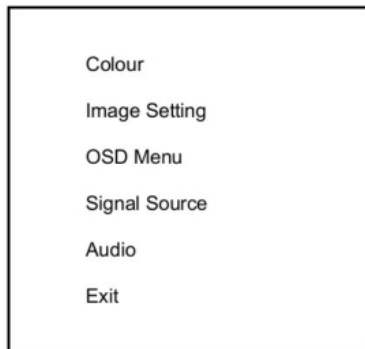 Colour
Image Setting
OSD Menu
Signal Source
Audio
Exit